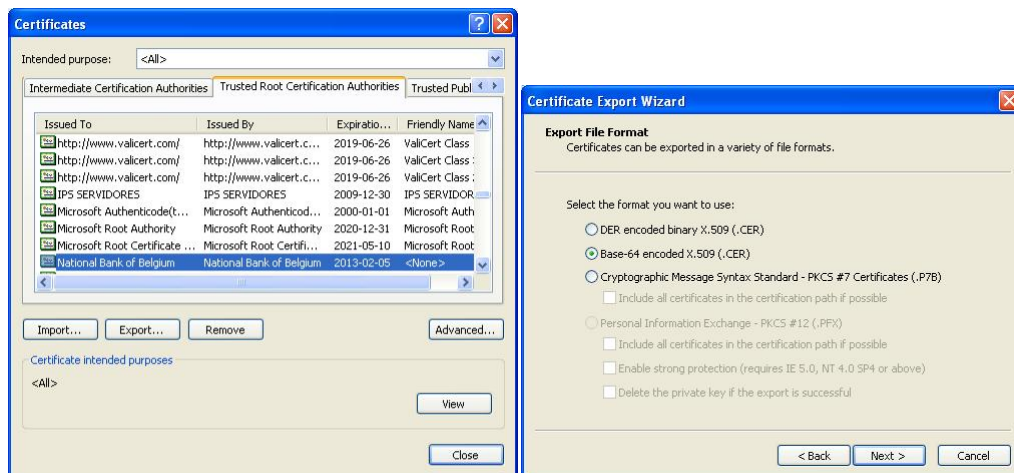 Certificates
Intended purpose: <All>
Intermediate Certification Authorities Trusted Root Certification Authorities Trusted Publ
Issued To Issued By Expiratio... Friendly Name
http://www.valicert.com/ http://www.valicert.c... 2019-06-26 ValiCert Class
http://www.valicert.com/ http://www.valicert.c... 2019-06-26 ValiCert Class
http://www.valicert.com/ http://www.valicert.c... 2019-06-26 ValiCert Class
IPS SERVIDORES IPS SERVIDORES 2009-12-30 IPS SERVIDOR
Microsoft Authenticode(t... Microsoft Authenticod... 2000-01-01 Microsoft Auth
Microsoft Root Authority Microsoft Root Authority 2020-12-31 Microsoft Root
Microsoft Root Certificate ... Microsoft Root Certifi... 2021-05-10 Microsoft Root
National Bank of Belgium National Bank of Belgium 2013-02-05 <None>
Import... Export... Remove Advanced...
Certificate intended purposes
<All>
View
Close
Certificate Export Wizard
Export File Format
Certificates can be exported in a variety of file formats.
Select the format you want to use:
DER encoded binary X.509 (.CER)
Base-64 encoded X.509 (.CER)
Cryptographic Message Syntax Standard - PKCS #7 Certificates (.P7B)
Include all certificates in the certification path if possible
Personal Information Exchange - PKCS #12 (.PFX)
Include all certificates in the certification path if possible
Enable strong protection (requires IE 5.0, NT 4.0 SP4 or above)
Delete the private key if the export is successful
< Back Next > Cancel